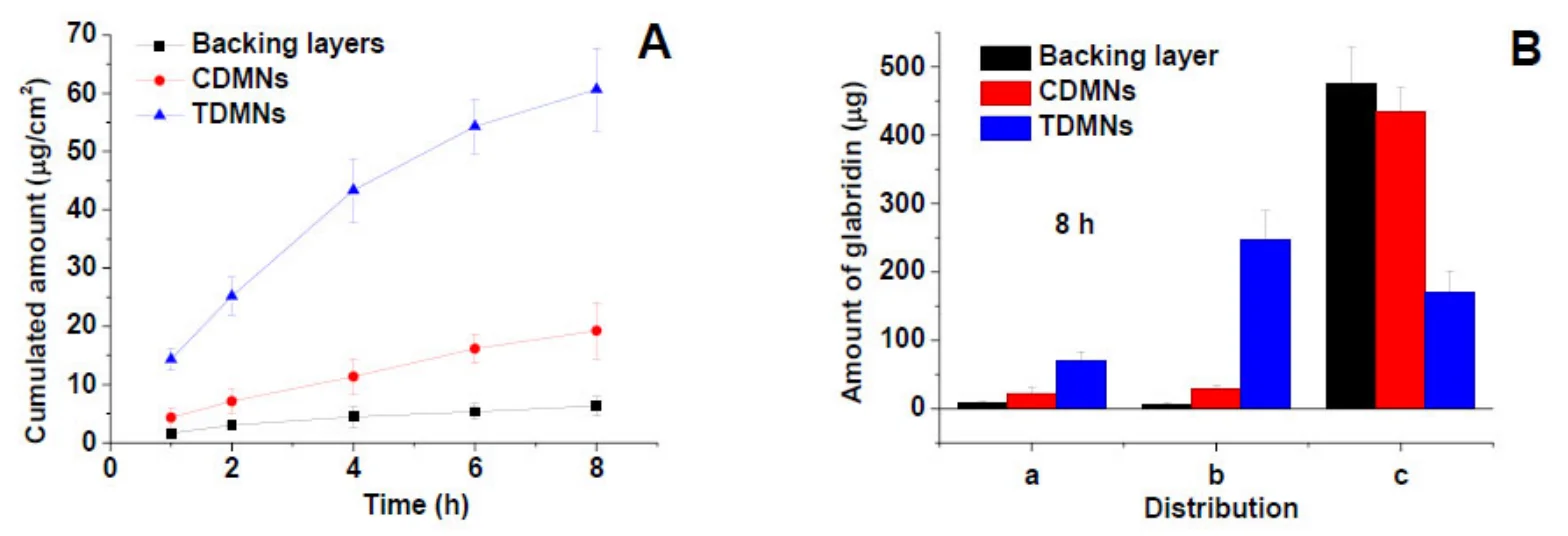 A
Backing layers
CDMNs
TDMNs
Cumulated amount (μg/cm²)
70
60
50
40
30
20
10
0
0 2 4 6 8
Time (h)
B
Backing layer
CDMNs
TDMNs
8 h
Amount of glabridin (μg)
500
400
300
200
100
0
a b c
Distribution